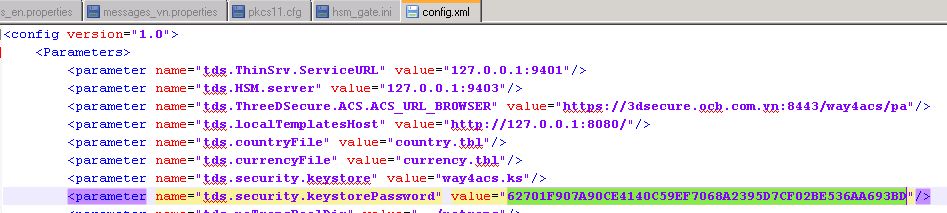 s_en.properties messages_vn.properties pkcs11.cfg hsm_gate.ini config.xml
<config version="1.0">
<Parameters>
<parameter name="tds.ThinSrv.ServiceURL" value="127.0.0.1:9401"/>
<parameter name="tds.HSM.server" value="127.0.0.1:9403"/>
<parameter name="tds.ThreeDSecure.ACS.ACS_URL_BROWSER" value="https://3dsecure.ocb.com.vn:8443/way4acs/pa"/>
<parameter name="tds.localTemplatesHost" value="http://127.0.0.1:8080/"/>
<parameter name="tds.countryFile" value="country.tbl"/>
<parameter name="tds.currencyFile" value="currency.tbl"/>
<parameter name="tds.security.keystore" value="way4acs.ks"/>
<parameter name="tds.security.keystorePassword" value="62701F907A90CE4140C59EF7068A2395D7CF02BE536AA693BD"/>